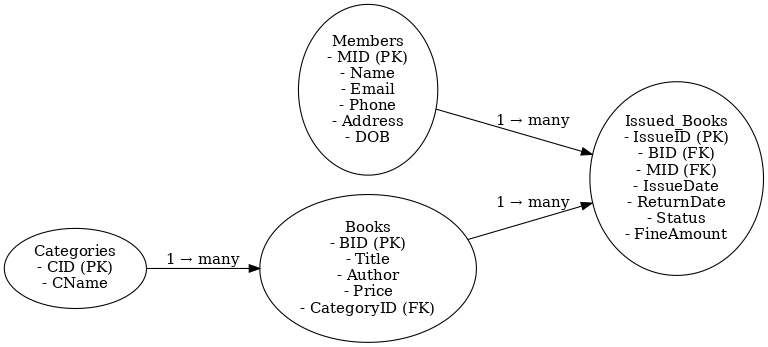 Members
- MID (PK)
- Name
- Email
- Phone
- Address
- DOB
1 → many
Issued_Books
- IssueID (PK)
- BID (FK)
- MID (FK)
- IssueDate
- ReturnDate
- Status
- FineAmount
1 → many
Books
- BID (PK)
- Title
- Author
- Price
- CategoryID (FK)
Categories
- CID (PK)
- CName
1 → many